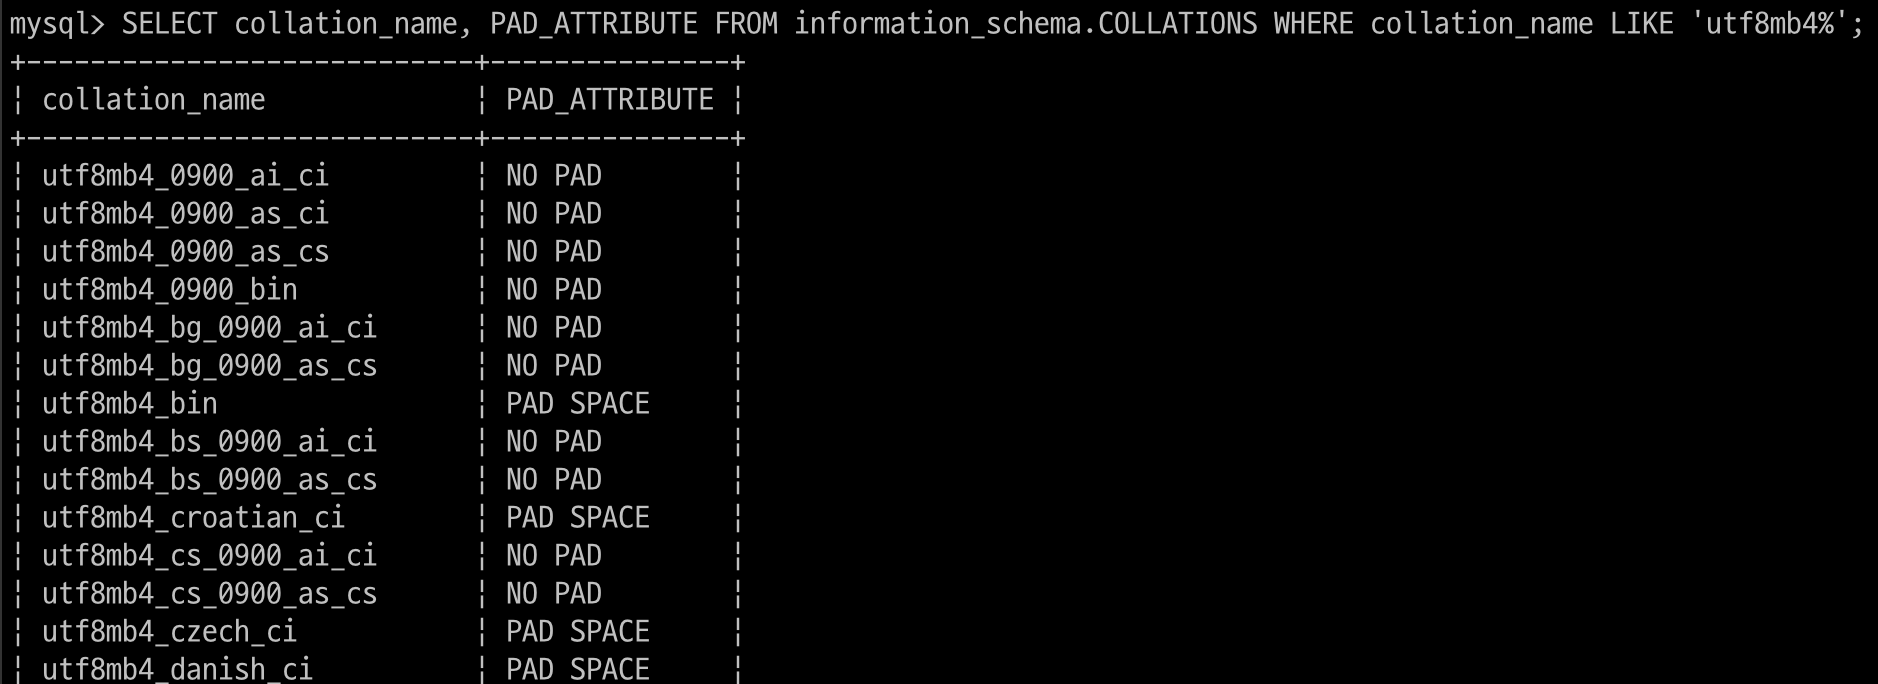 mysql> SELECT collation_name, PAD_ATTRIBUTE FROM information_schema.COLLATIONS WHERE collation_name LIKE 'utf8mb4%';
+----------------------------+---------------+
¦ collation_name             ¦ PAD_ATTRIBUTE ¦
+----------------------------+---------------+
¦ utf8mb4_0900_ai_ci         ¦ NO PAD        ¦
¦ utf8mb4_0900_as_ci         ¦ NO PAD        ¦
¦ utf8mb4_0900_as_cs         ¦ NO PAD        ¦
¦ utf8mb4_0900_bin           ¦ NO PAD        ¦
¦ utf8mb4_bg_0900_ai_ci      ¦ NO PAD        ¦
¦ utf8mb4_bg_0900_as_cs      ¦ NO PAD        ¦
¦ utf8mb4_bin                ¦ PAD SPACE     ¦
¦ utf8mb4_bs_0900_ai_ci      ¦ NO PAD        ¦
¦ utf8mb4_bs_0900_as_cs      ¦ NO PAD        ¦
¦ utf8mb4_croatian_ci        ¦ PAD SPACE     ¦
¦ utf8mb4_cs_0900_ai_ci      ¦ NO PAD        ¦
¦ utf8mb4_cs_0900_as_cs      ¦ NO PAD        ¦
¦ utf8mb4_czech_ci           ¦ PAD SPACE     ¦
¦ utf8mb4_danish_ci          ¦ PAD SPACE     ¦